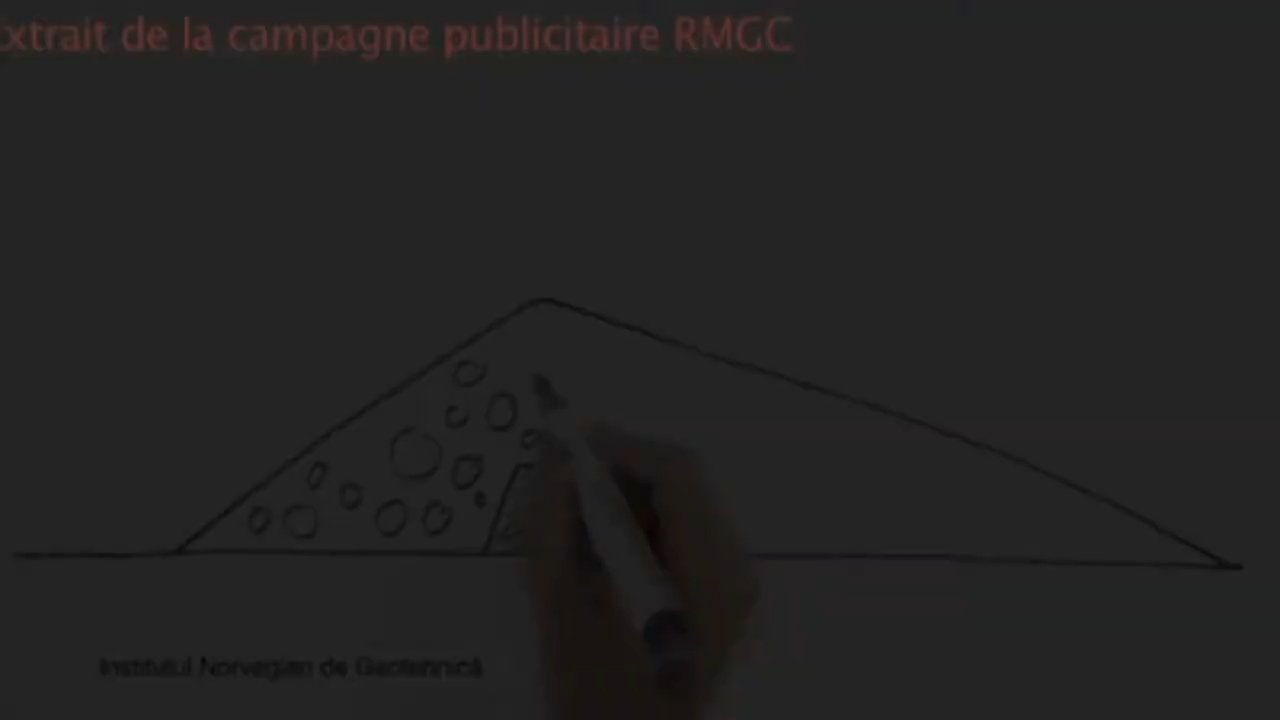 xtrait de la campagne publicitaire RMGC
Institutul Norvegian de Geotehnică